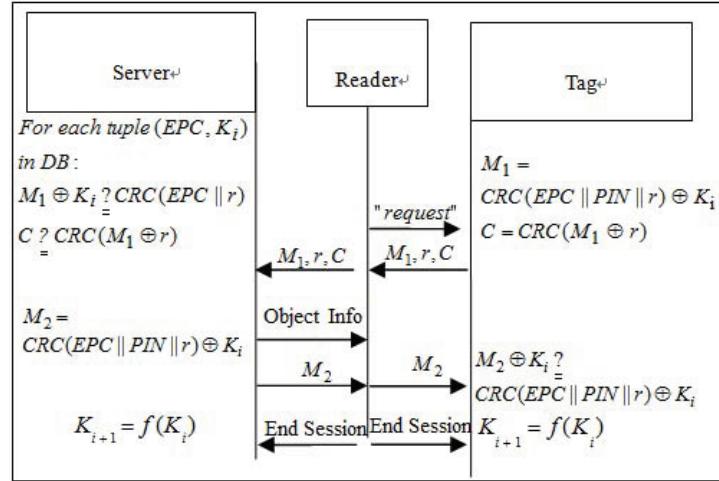 Server↵
Reader↵
Tag↵
For each tuple (EPC, K_i)
in DB :
M_1 ⊕ K_i ?= CRC(EPC || r)
C ?= CRC(M_1 ⊕ r)
M_1 =
CRC(EPC || PIN || r) ⊕ K_i
C = CRC(M_1 ⊕ r)
"request"
M_1, r, C
M_1, r, C
M_2 =
CRC(EPC || PIN || r) ⊕ K_i
Object Info
M_2
M_2
M_2 ⊕ K_i ?=
CRC(EPC || PIN || r) ⊕ K_i
K_{i+1} = f(K_i)
End Session
End Session
K_{i+1} = f(K_i)